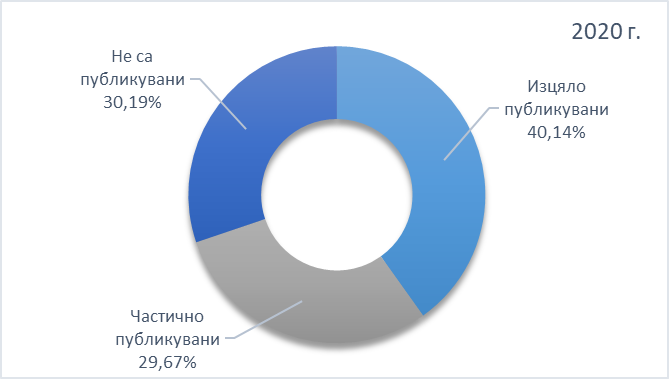 2020 г.
Не са
публикувани
30,19%
Изцяло
публикувани
40,14%
Частично
публикувани
29,67%